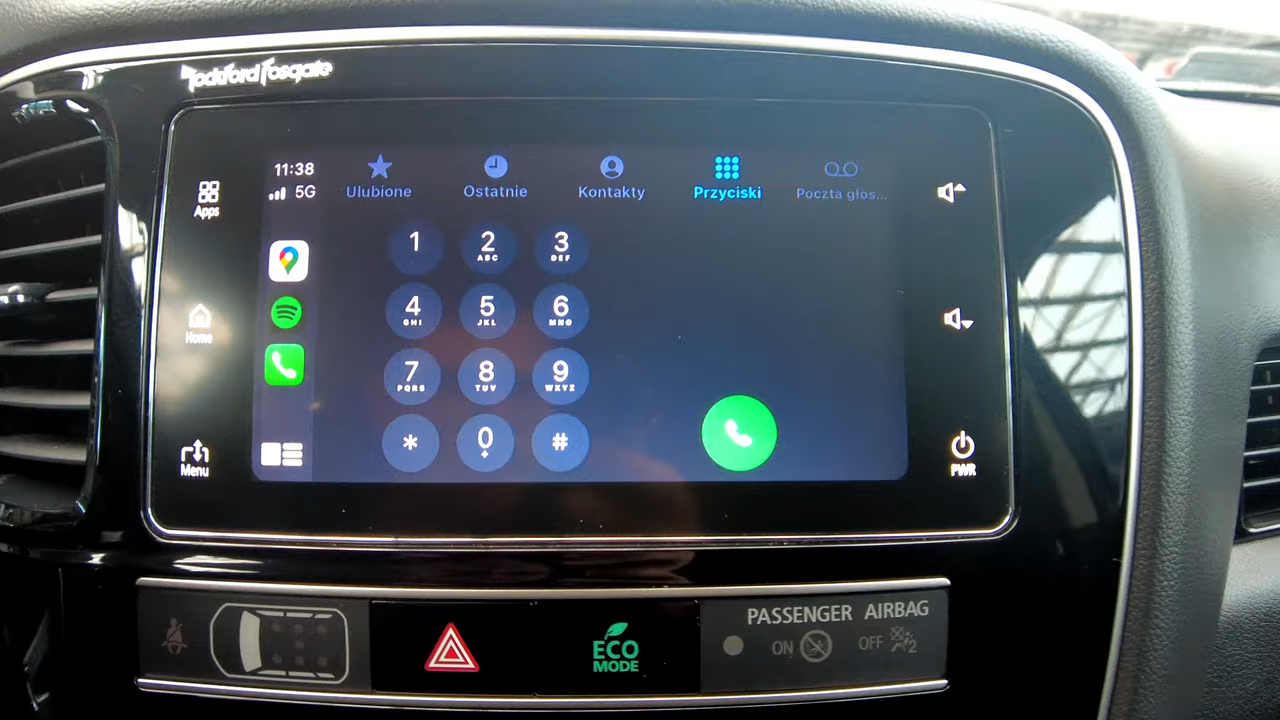 Rockford Fosgate
11:38
5G
Ulubione
Ostatnie
Kontakty
Przyciski
Poczta głos...
Apps
Home
Menu
1
2 ABC
3 DEF
4 GHI
5 JKL
6 MNO
7 PQRS
8 TUV
9 WXYZ
*
0 +
#
PWR
ECO
MODE
PASSENGER AIRBAG
ON OFF 2